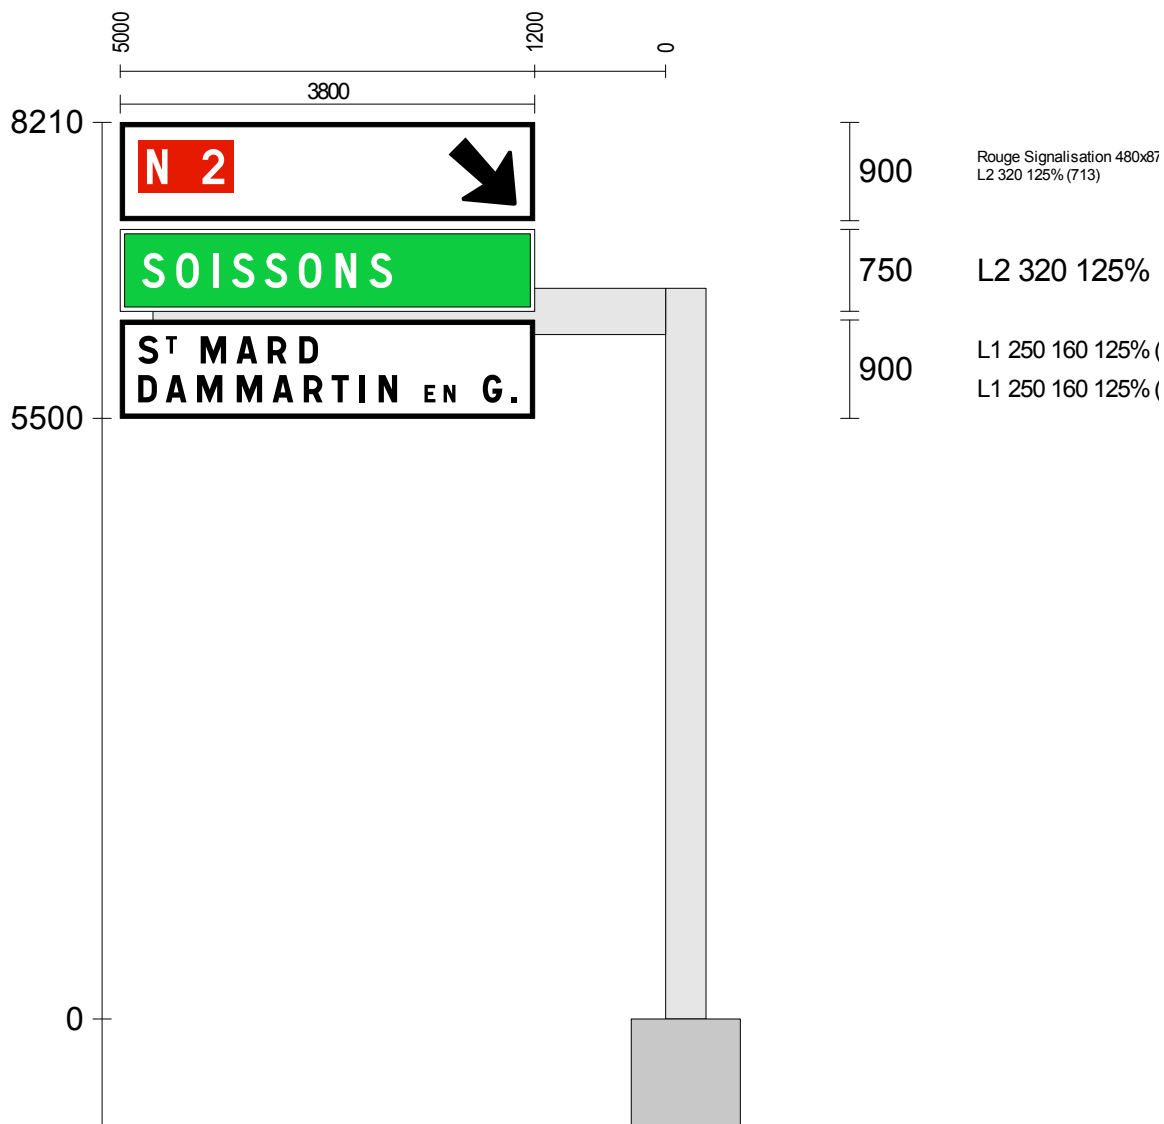 5000
1200
0
3800
8210
N 2
900
Rouge Signalisation 480x87
L2 320 125% (713)
SOISSONS
750
L2 320 125%
ST MARD
DAMMARTIN EN G.
900
L1 250 160 125% (
L1 250 160 125% (
5500
0